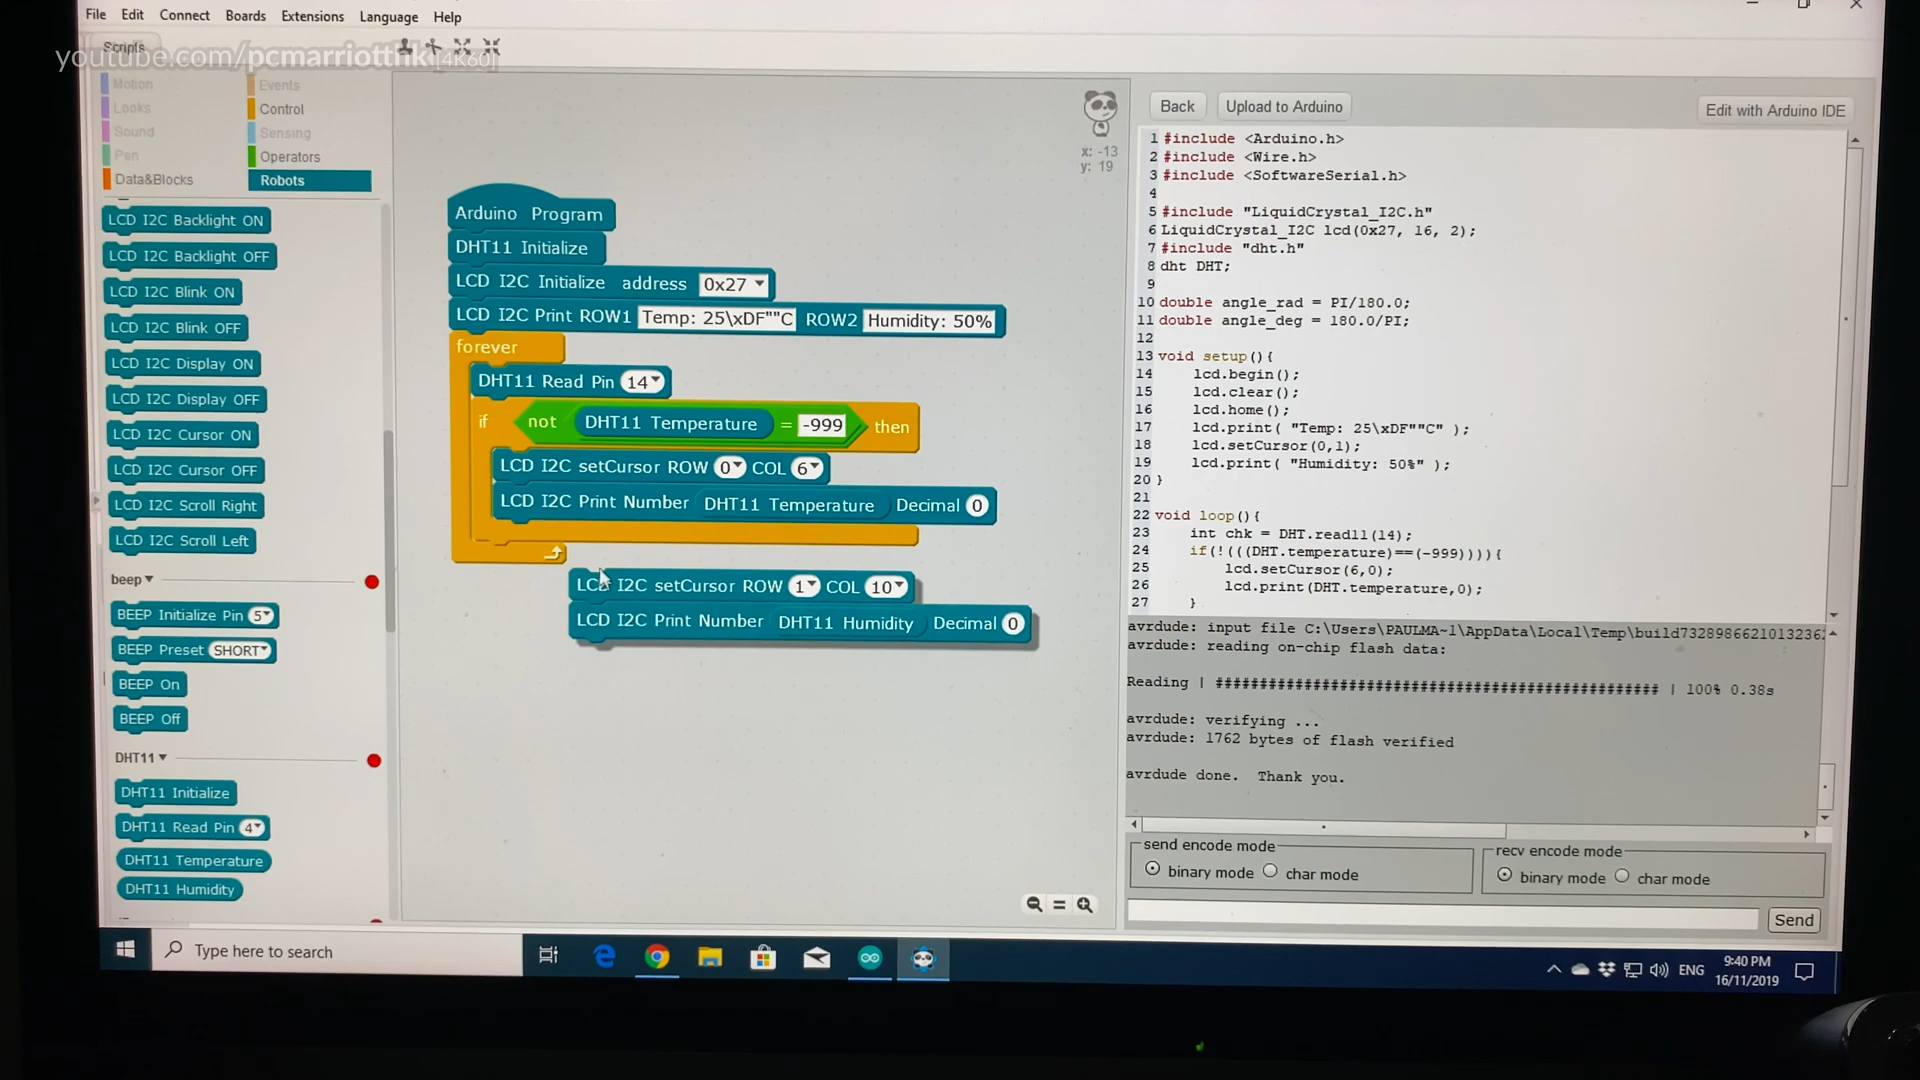 File Edit Connect Boards Extensions Language Help
Scripts
youtube.com/pcmarriotthk [4K60]
Motion Events
Looks Control
Sound Sensing
Pen Operators
Data&Blocks Robots
LCD I2C Backlight ON
LCD I2C Backlight OFF
LCD I2C Blink ON
LCD I2C Blink OFF
LCD I2C Display ON
LCD I2C Display OFF
LCD I2C Cursor ON
LCD I2C Cursor OFF
LCD I2C Scroll Right
LCD I2C Scroll Left
beep
BEEP Initialize Pin 5
BEEP Preset SHORT
BEEP On
BEEP Off
DHT11
DHT11 Initialize
DHT11 Read Pin 4
DHT11 Temperature
DHT11 Humidity
x: -13
y: 19
Arduino Program
DHT11 Initialize
LCD I2C Initialize address 0x27
LCD I2C Print ROW1 Temp: 25\xDF""C ROW2 Humidity: 50%
forever
DHT11 Read Pin 14
if not DHT11 Temperature = -999 then
LCD I2C setCursor ROW 0 COL 6
LCD I2C Print Number DHT11 Temperature Decimal 0
LCD I2C setCursor ROW 1 COL 10
LCD I2C Print Number DHT11 Humidity Decimal 0
Back Upload to Arduino Edit with Arduino IDE
1 #include <Arduino.h>
2 #include <Wire.h>
3 #include <SoftwareSerial.h>
4
5 #include "LiquidCrystal_I2C.h"
6 LiquidCrystal_I2C lcd(0x27, 16, 2);
7 #include "dht.h"
8 dht DHT;
9
10 double angle_rad = PI/180.0;
11 double angle_deg = 180.0/PI;
12
13 void setup(){
14 lcd.begin();
15 lcd.clear();
16 lcd.home();
17 lcd.print( "Temp: 25\xDF""C" );
18 lcd.setCursor(0,1);
19 lcd.print( "Humidity: 50%" );
20 }
21
22 void loop(){
23 int chk = DHT.read11(14);
24 if(!(((DHT.temperature)==(-999)))){
25 lcd.setCursor(6,0);
26 lcd.print(DHT.temperature,0);
27 }
avrdude: input file C:\Users\PAULMA~1\AppData\Local\Temp\build7328986621013236
avrdude: reading on-chip flash data:
Reading | ################################################## | 100% 0.38s
avrdude: verifying ...
avrdude: 1762 bytes of flash verified
avrdude done. Thank you.
send encode mode
binary mode char mode
recv encode mode
binary mode char mode
Send
Type here to search
ENG
9:40 PM
16/11/2019